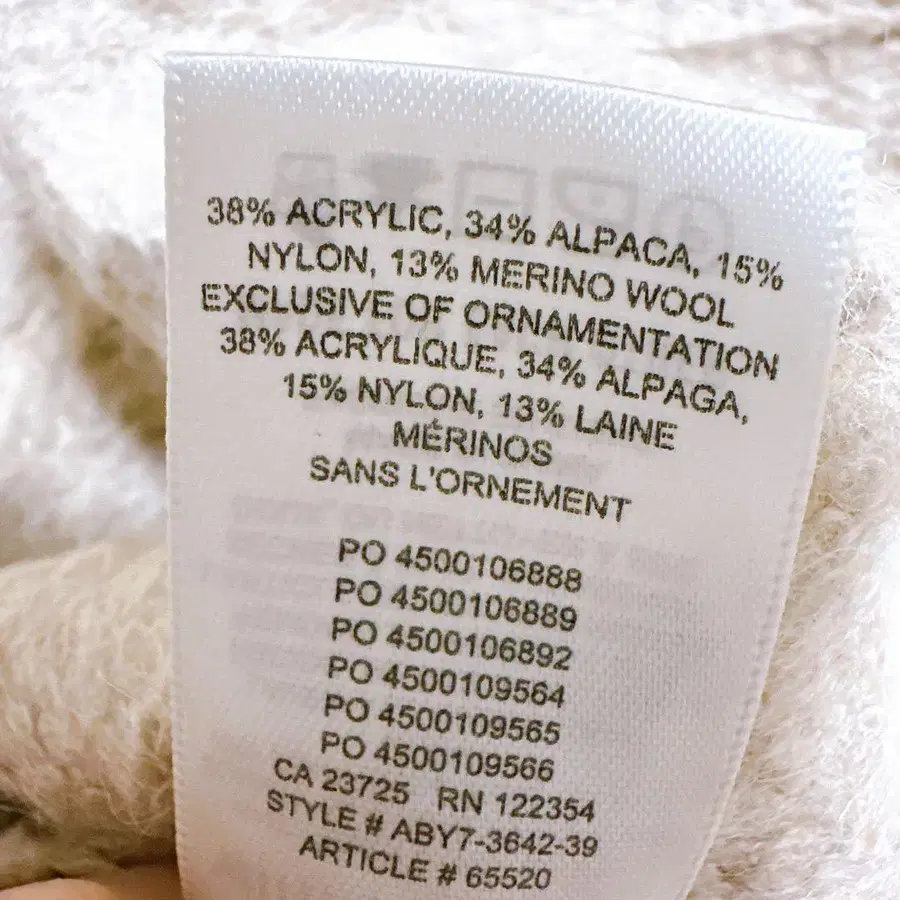 38% ACRYLIC, 34% ALPACA, 15%
NYLON, 13% MERINO WOOL
EXCLUSIVE OF ORNAMENTATION
38% ACRYLIQUE, 34% ALPAGA,
15% NYLON, 13% LAINE
MÉRINOS
SANS L'ORNEMENT
PO 4500106888
PO 4500106889
PO 4500106892
PO 4500109564
PO 4500109565
PO 4500109566
CA 23725 RN 122354
STYLE # ABY7-3642-39
ARTICLE # 65520